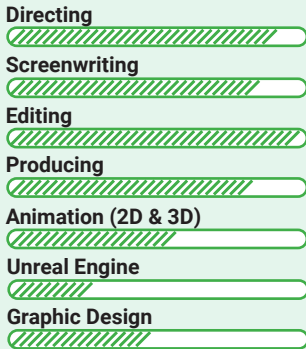 Directing
Screenwriting
Editing
Producing
Animation (2D & 3D)
Unreal Engine
Graphic Design